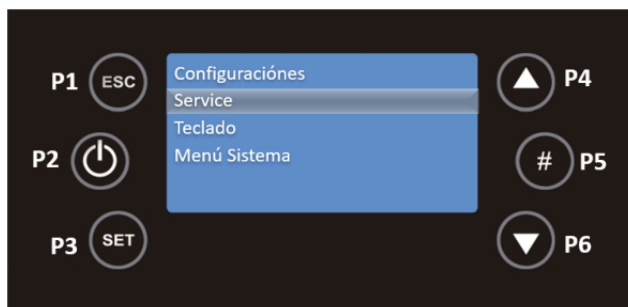 P1 ESC
Configuraciónes
P4
Service
Teclado
P2
Menú Sistema
# P5
P3 SET
P6